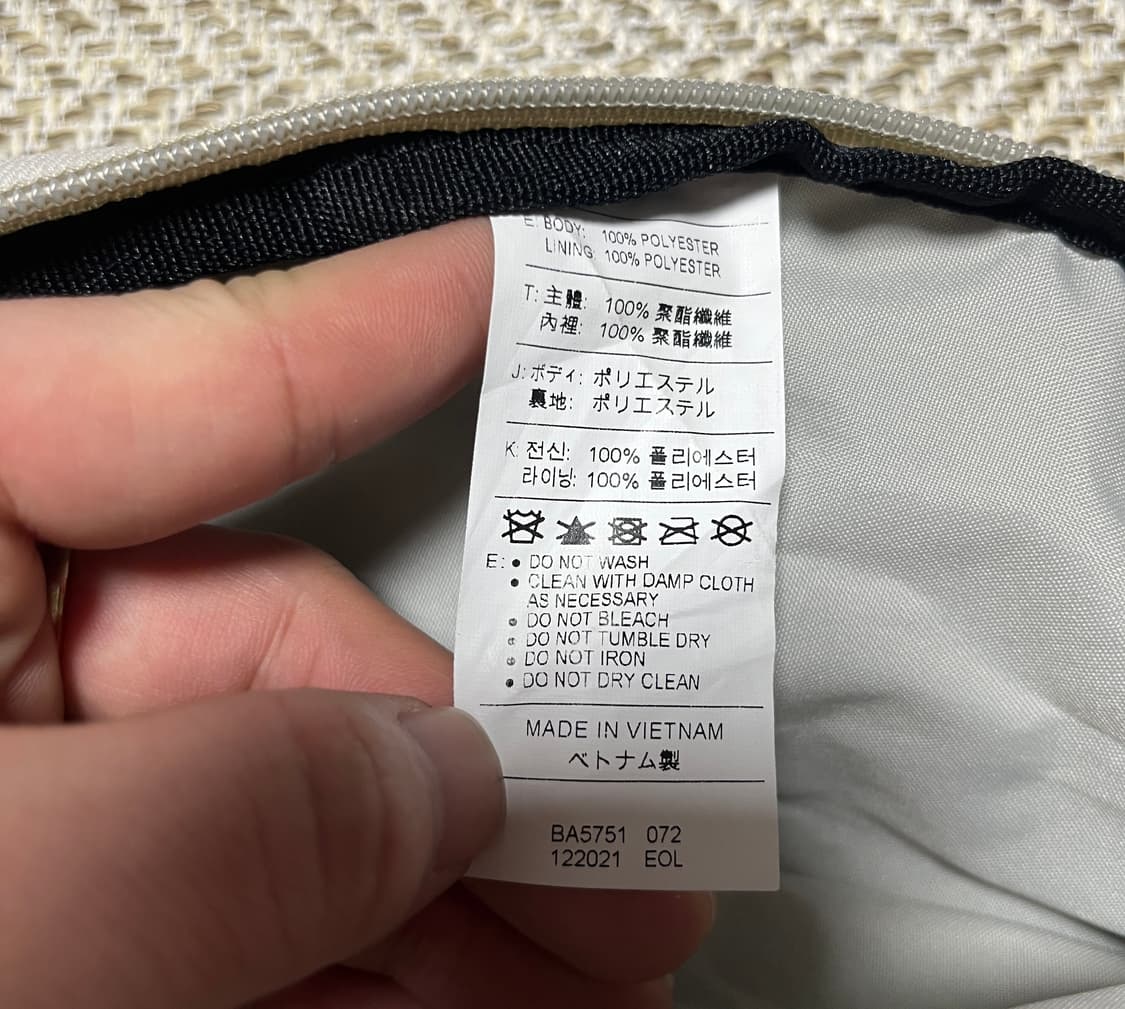 E: BODY: 100% POLYESTER
LINING: 100% POLYESTER
T: 主體: 100% 聚酯纖維
內裡: 100% 聚酯纖維
J: ボディ: ポリエステル
裏地: ポリエステル
K: 전신: 100% 폴리에스터
라이닝: 100% 폴리에스터
E: • DO NOT WASH
• CLEAN WITH DAMP CLOTH
AS NECESSARY
• DO NOT BLEACH
• DO NOT TUMBLE DRY
• DO NOT IRON
• DO NOT DRY CLEAN
MADE IN VIETNAM
ベトナム製
BA5751 072
122021 EOL